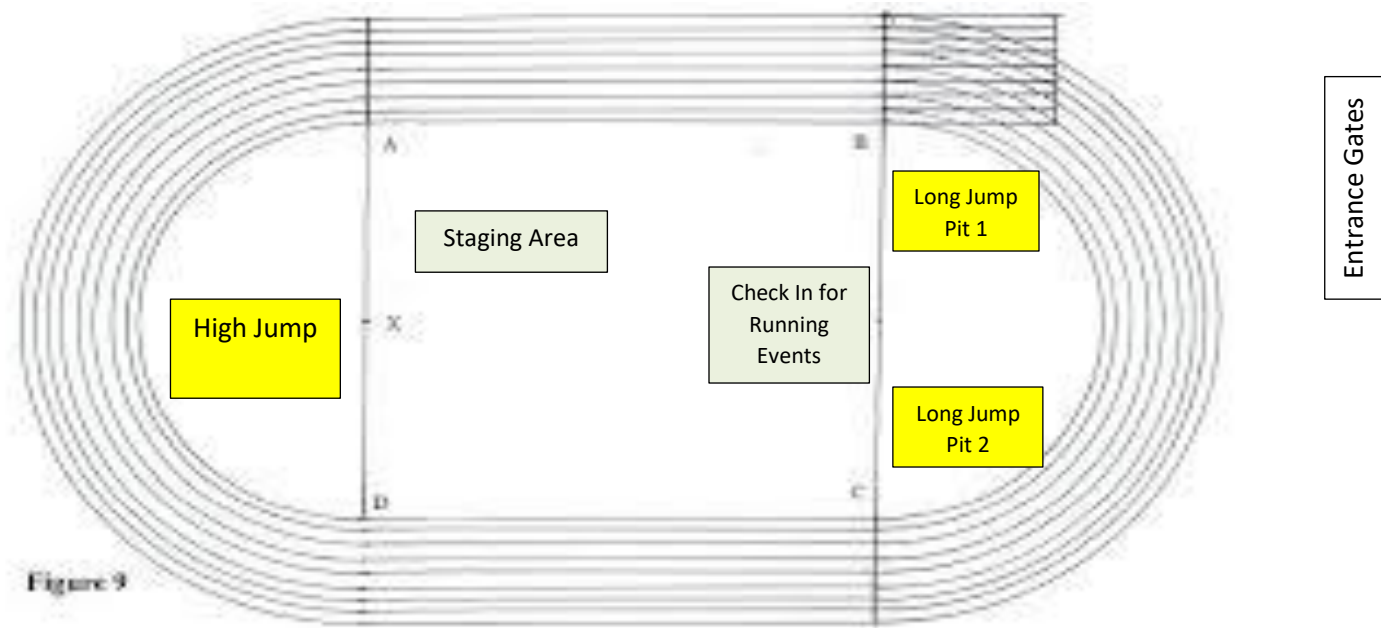 A
B
Long Jump
Pit 1
Staging Area
Entrance Gates
Check In for
Running
Events
High Jump
X
Long Jump
Pit 2
D
C
Figure 9